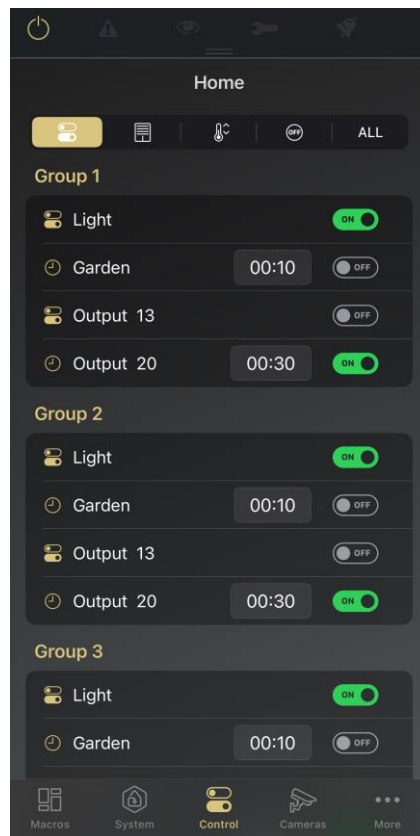 Home
OFF ALL
Group 1
Light ON
Garden 00:10 OFF
Output 13 OFF
Output 20 00:30 ON
Group 2
Light ON
Garden 00:10 OFF
Output 13 OFF
Output 20 00:30 ON
Group 3
Light ON
Garden 00:10 OFF
Macros System Control Cameras More